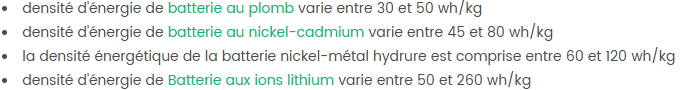 • densité d'énergie de batterie au plomb varie entre 30 et 50 wh/kg
• densité d'énergie de batterie au nickel-cadmium varie entre 45 et 80 wh/kg
• la densité énergétique de la batterie nickel-métal hydrure est comprise entre 60 et 120 wh/kg
• densité d'énergie de Batterie aux ions lithium varie entre 50 et 260 wh/kg